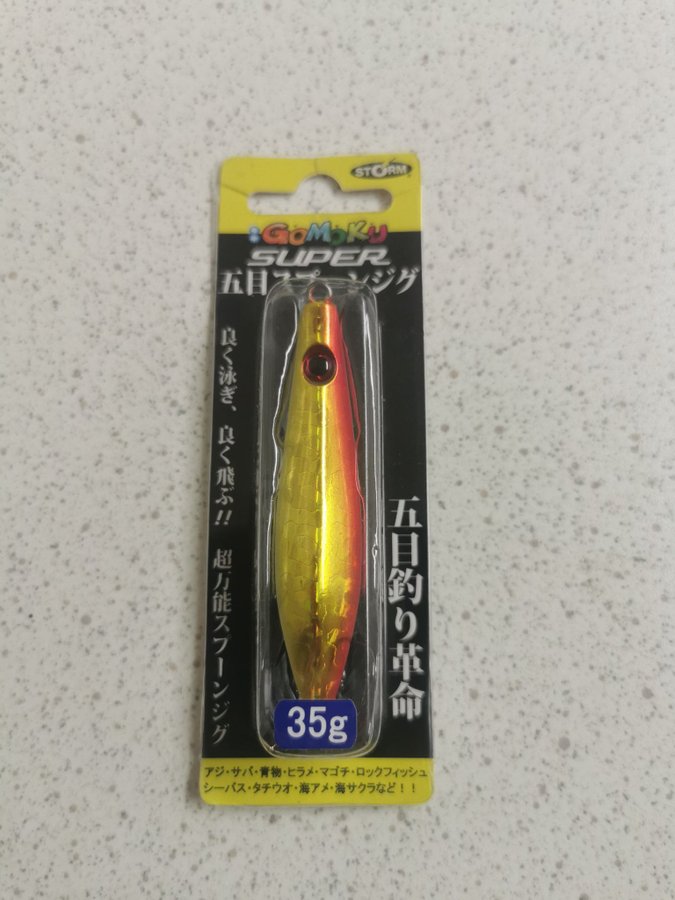 STORM
GoMoKu
SUPER
五目スプーンジグ
良く泳ぎ、良く飛ぶ!! 超万能スプーンジグ
五目釣り革命
35g
アジ・サバ・青物・ヒラメ・マゴチ・ロックフィッシュ
シーバス・タチウオ・海アメ・海サクラなど！！